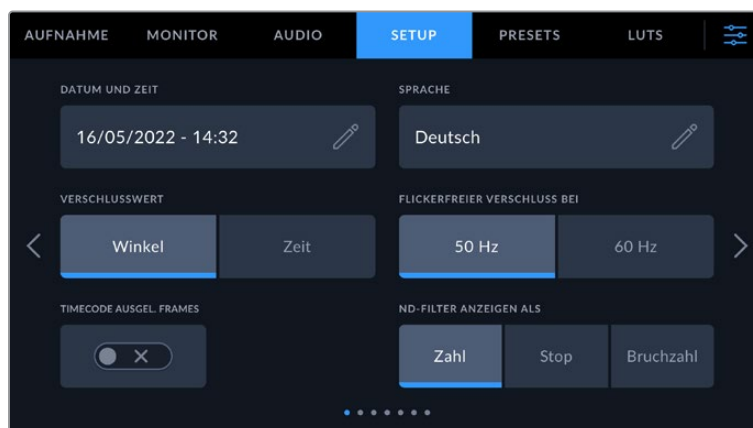 AUFNAHME MONITOR AUDIO SETUP PRESETS LUTS
DATUM UND ZEIT SPRACHE
16/05/2022 - 14:32 Deutsch
VERSCHLUSSWERT FLICKERFREIER VERSCHLUSS BEI
Winkel Zeit 50 Hz 60 Hz
TIMECODE AUSGEL. FRAMES ND-FILTER ANZEIGEN ALS
Zahl Stop Bruchzahl